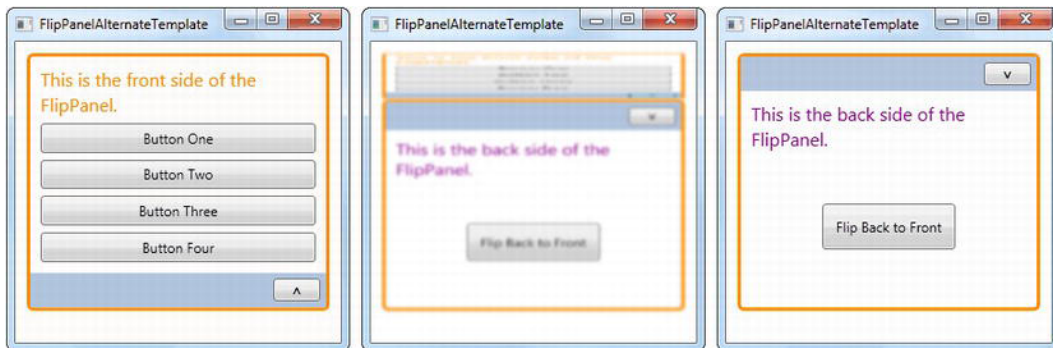 FlipPanelAlternateTemplate
This is the front side of the
FlipPanel.
Button One
Button Two
Button Three
Button Four
^
FlipPanelAlternateTemplate
v
This is the back side of the
FlipPanel.
Flip Back to Front
FlipPanelAlternateTemplate
v
This is the back side of the
FlipPanel.
Flip Back to Front